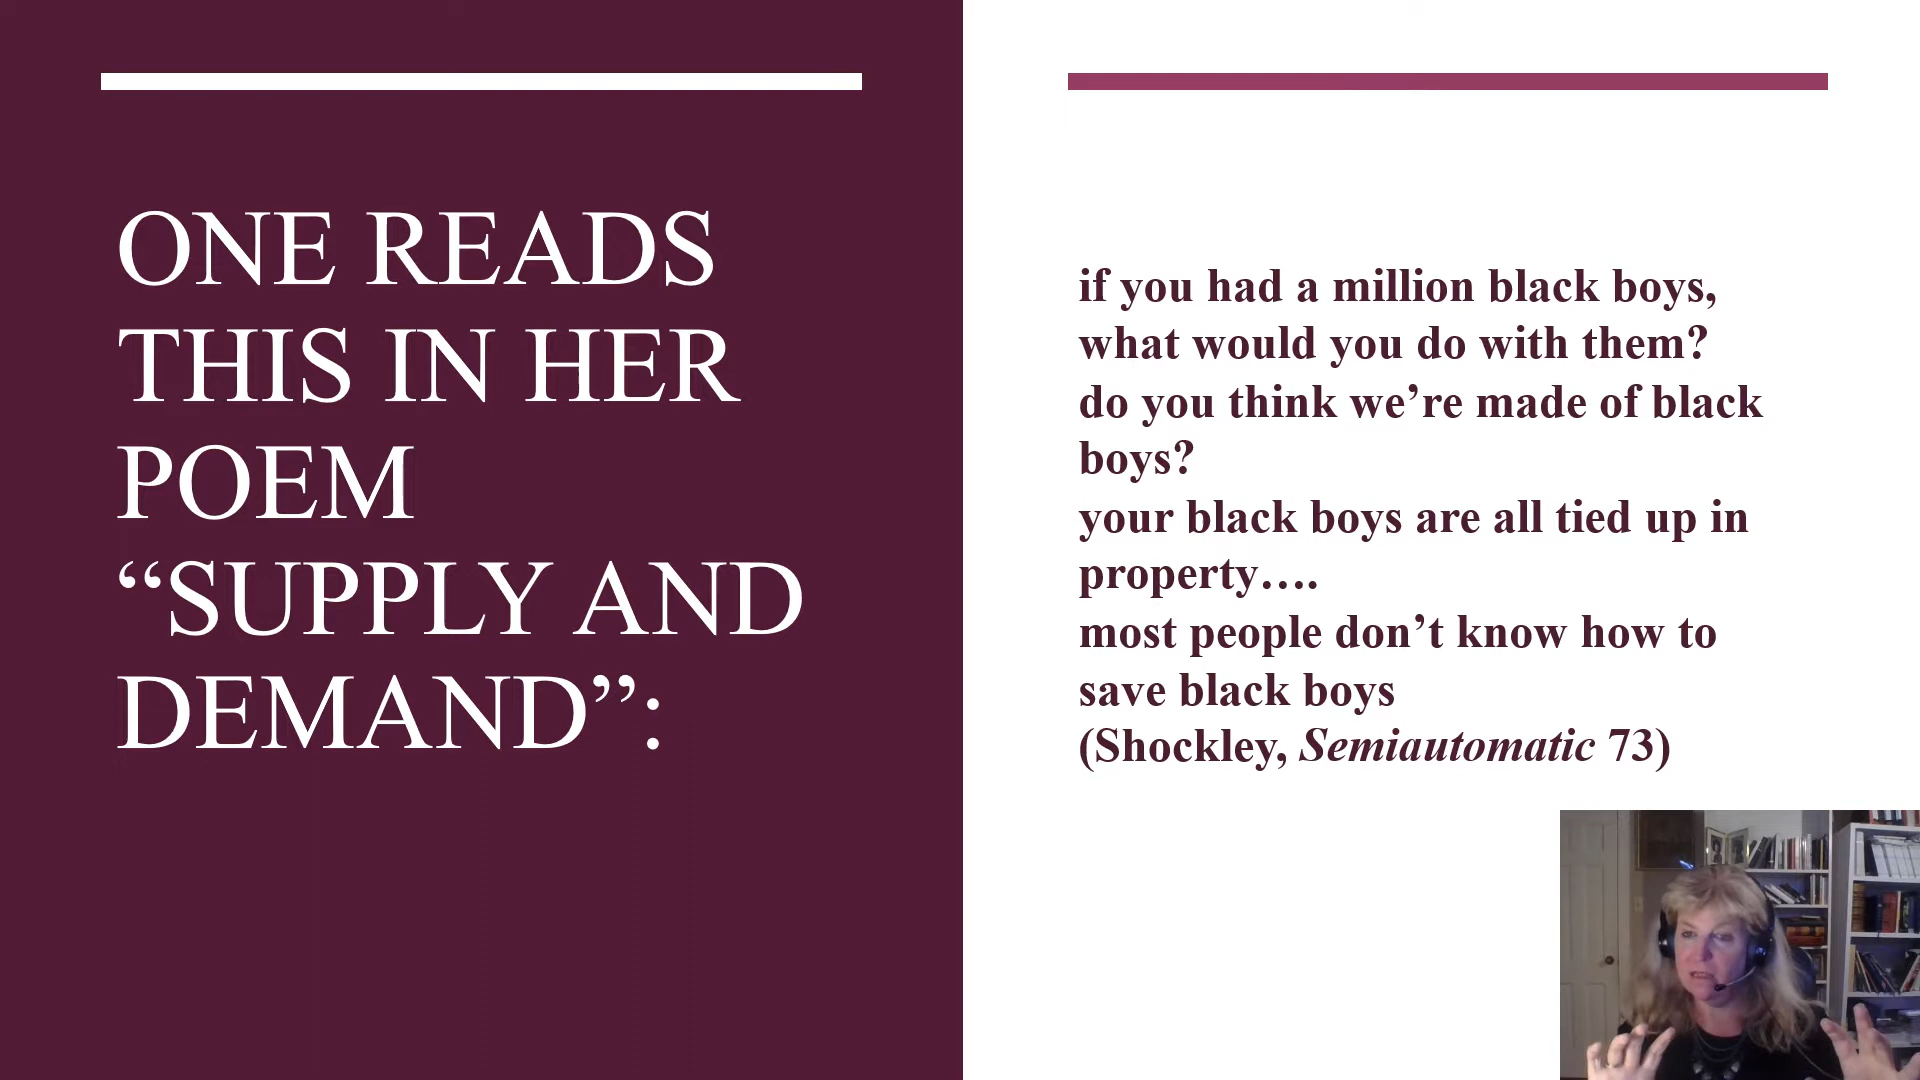 ONE READS
THIS IN HER
POEM
“SUPPLY AND
DEMAND”:
if you had a million black boys,
what would you do with them?
do you think we’re made of black
boys?
your black boys are all tied up in
property….
most people don’t know how to
save black boys
(Shockley, Semiautomatic 73)